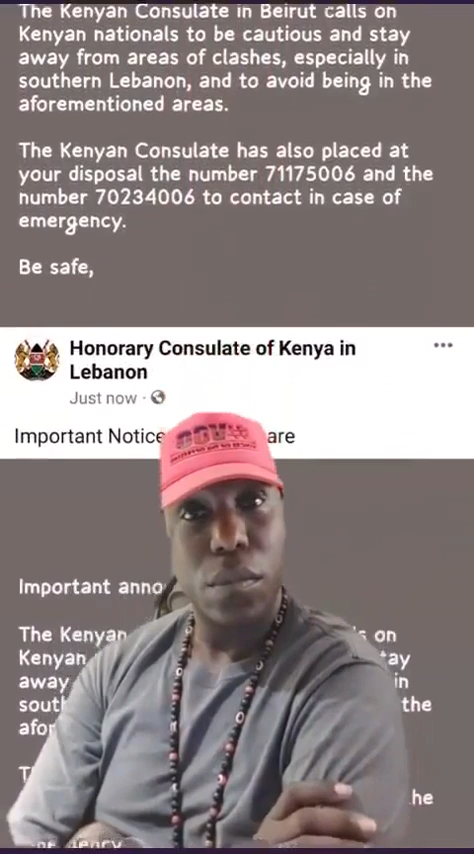 The Kenyan Consulate in Beirut calls on
Kenyan nationals to be cautious and stay
away from areas of clashes, especially in
southern Lebanon, and to avoid being in the
aforementioned areas.
The Kenyan Consulate has also placed at
your disposal the number 71175006 and the
number 70234006 to contact in case of
emergency.
Be safe,
Honorary Consulate of Kenya in
Lebanon
Just now
Important Notice are
Important anno
The Kenyan 's on
Kenyan tay
away in
sout the
afor
T
he